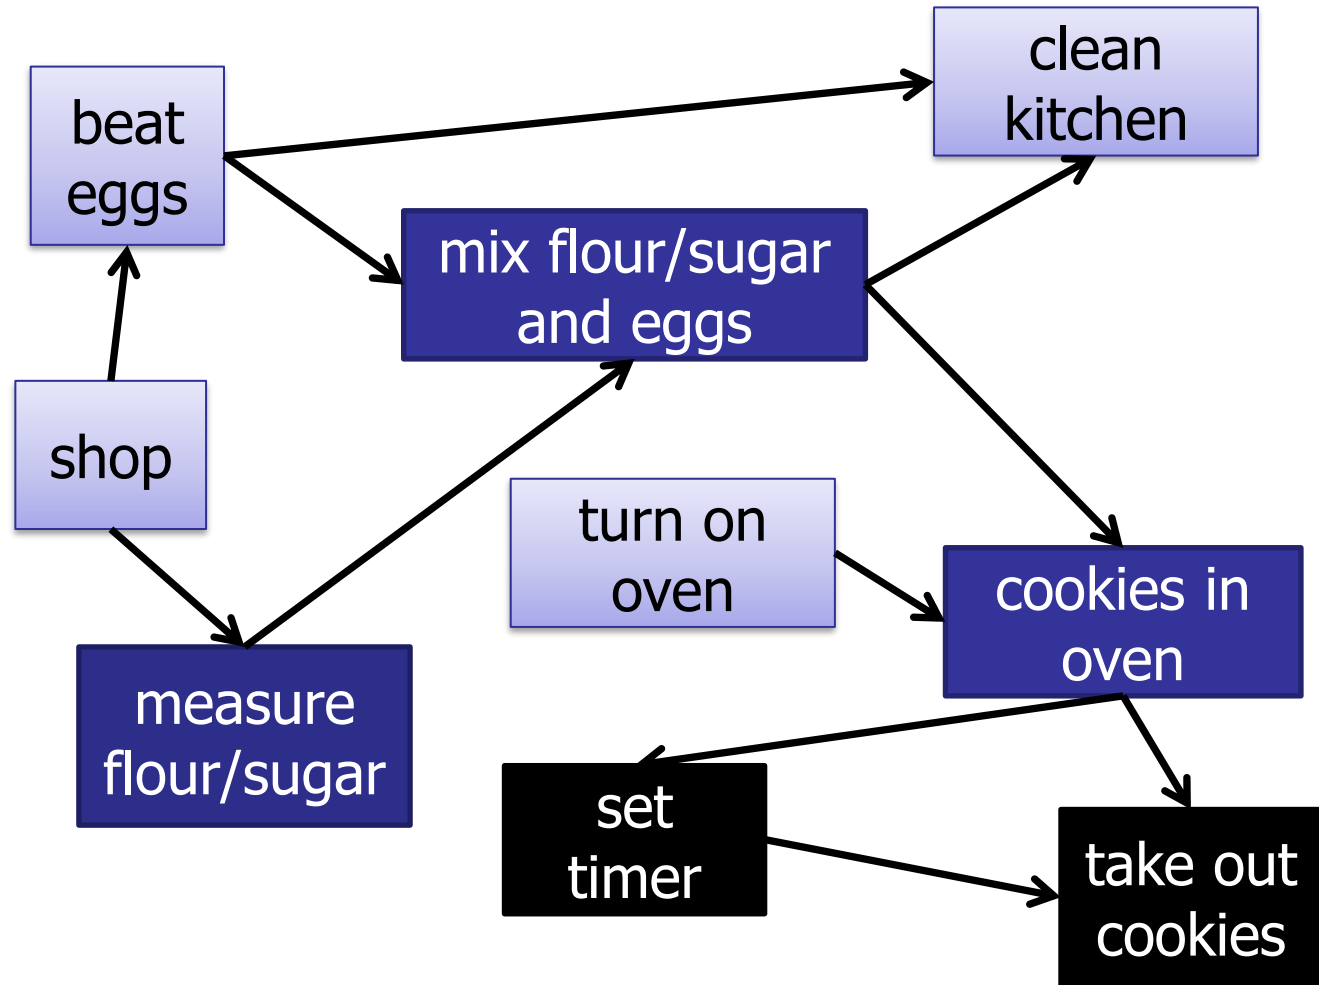 clean
kitchen
beat
eggs
mix flour/sugar
and eggs
shop
turn on
oven
cookies in
oven
measure
flour/sugar
set
timer
take out
cookies